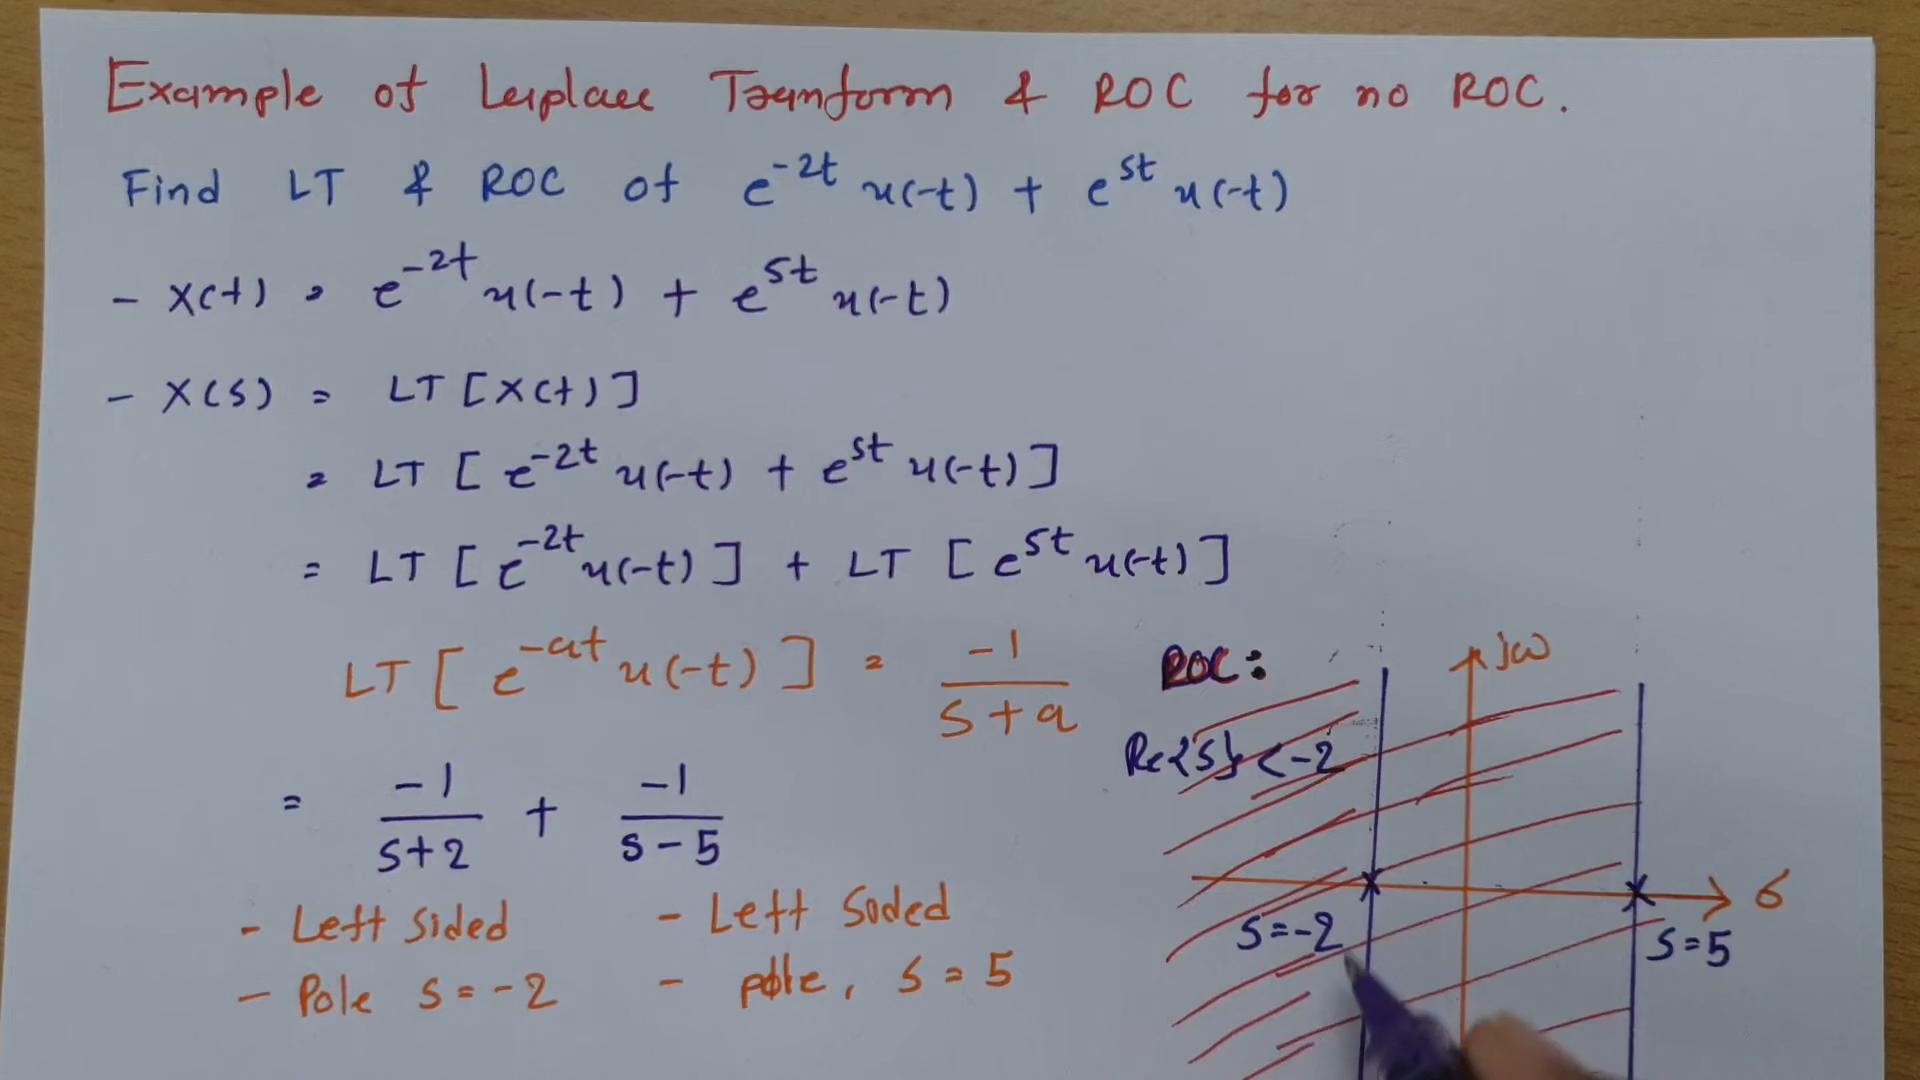 Example of Laplace Transform & ROC for no ROC.
Find LT & ROC of e^-2t u(-t) + e^5t u(-t)
- x(t) = e^-2t u(-t) + e^5t u(-t)
- X(s) = LT [x(t)]
= LT [e^-2t u(-t) + e^5t u(-t)]
= LT [e^-2t u(-t)] + LT [e^5t u(-t)]
LT [e^-at u(-t)] = -1/(s+a)
= -1/(s+2) + -1/(s-5)
- Left Sided
- Pole s = -2
- Left Soded
- pole, s = 5
ROC:
Re{s} < -2
jω
σ
s=-2
s=5